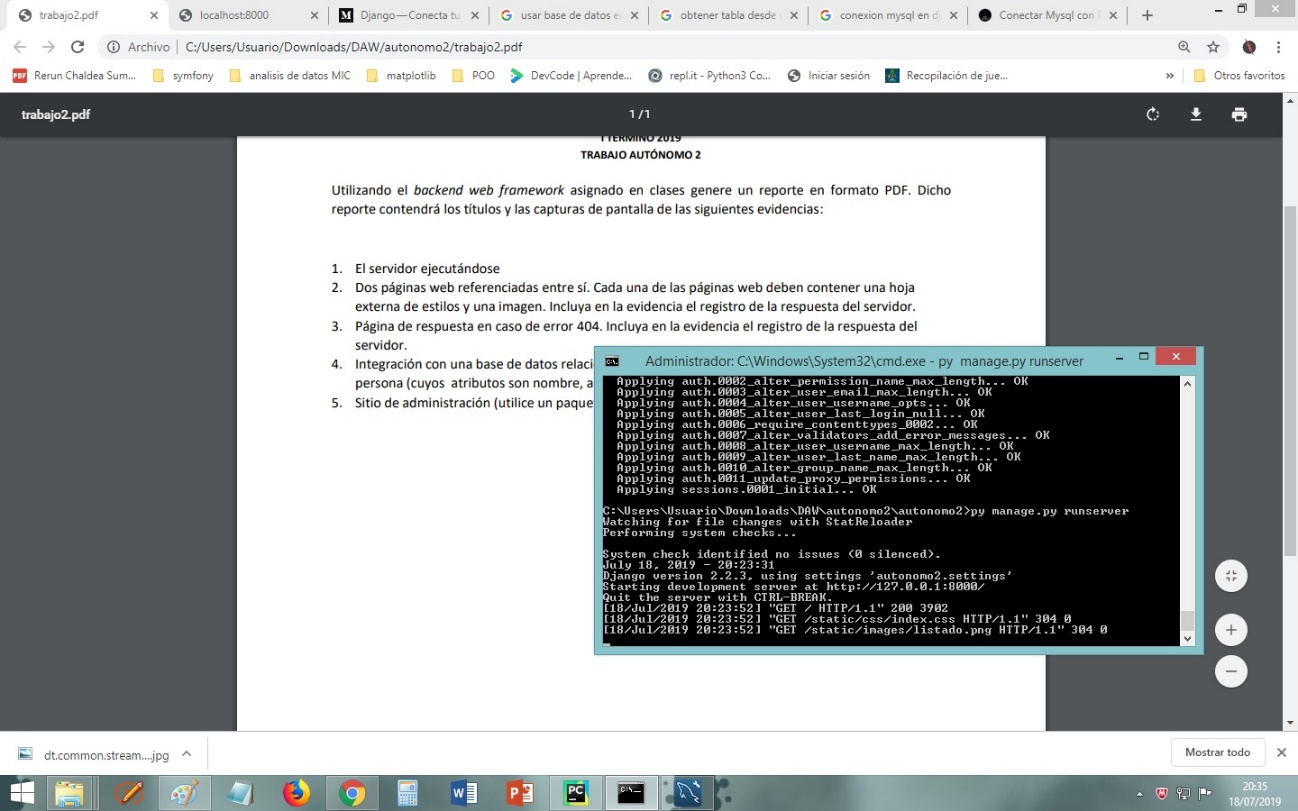 trabajo2.pdf
localhost:8000
Django — Conecta tu
usar base de datos e
obtener tabla desde
conexion mysql en d
Conectar Mysql con
Archivo | C:/Users/Usuario/Downloads/DAW/autonomo2/trabajo2.pdf
Rerun Chaldea Sum...
symfony
analisis de datos MIC
matplotlib
POO
DevCode | Aprende...
repl.it - Python3 Co...
Iniciar sesión
Recopilación de jue...
»
Otros favoritos
trabajo2.pdf
1 / 1
I TÉRMINO 2019
TRABAJO AUTÓNOMO 2
Utilizando el backend web framework asignado en clases genere un reporte en formato PDF. Dicho
reporte contendrá los títulos y las capturas de pantalla de las siguientes evidencias:
1. El servidor ejecutándose
2. Dos páginas web referenciadas entre sí. Cada una de las páginas web deben contener una hoja
externa de estilos y una imagen. Incluya en la evidencia el registro de la respuesta del servidor.
3. Página de respuesta en caso de error 404. Incluya en la evidencia el registro de la respuesta del
servidor.
4. Integración con una base de datos relaci
persona (cuyos atributos son nombre, a
5. Sitio de administración (utilice un paque
Administrador: C:\Windows\System32\cmd.exe - py manage.py runserver
Applying auth.0002_alter_permission_name_max_length... OK
Applying auth.0003_alter_user_email_max_length... OK
Applying auth.0004_alter_user_username_opts... OK
Applying auth.0005_alter_user_last_login_null... OK
Applying auth.0006_require_contenttypes_0002... OK
Applying auth.0007_alter_validators_add_error_messages... OK
Applying auth.0008_alter_user_username_max_length... OK
Applying auth.0009_alter_user_last_name_max_length... OK
Applying auth.0010_alter_group_name_max_length... OK
Applying auth.0011_update_proxy_permissions... OK
Applying sessions.0001_initial... OK
C:\Users\Usuario\Downloads\DAW\autonomo2\autonomo2>py manage.py runserver
Watching for file changes with StatReloader
Performing system checks...
System check identified no issues (0 silenced).
July 18, 2019 - 20:23:31
Django version 2.2.3, using settings 'autonomo2.settings'
Starting development server at http://127.0.0.1:8000/
Quit the server with CTRL-BREAK.
[18/Jul/2019 20:23:52] "GET / HTTP/1.1" 200 3902
[18/Jul/2019 20:23:52] "GET /static/css/index.css HTTP/1.1" 304 0
[18/Jul/2019 20:23:52] "GET /static/images/listado.png HTTP/1.1" 304 0
dt.common.stream....jpg
Mostrar todo
20:35
18/07/2019